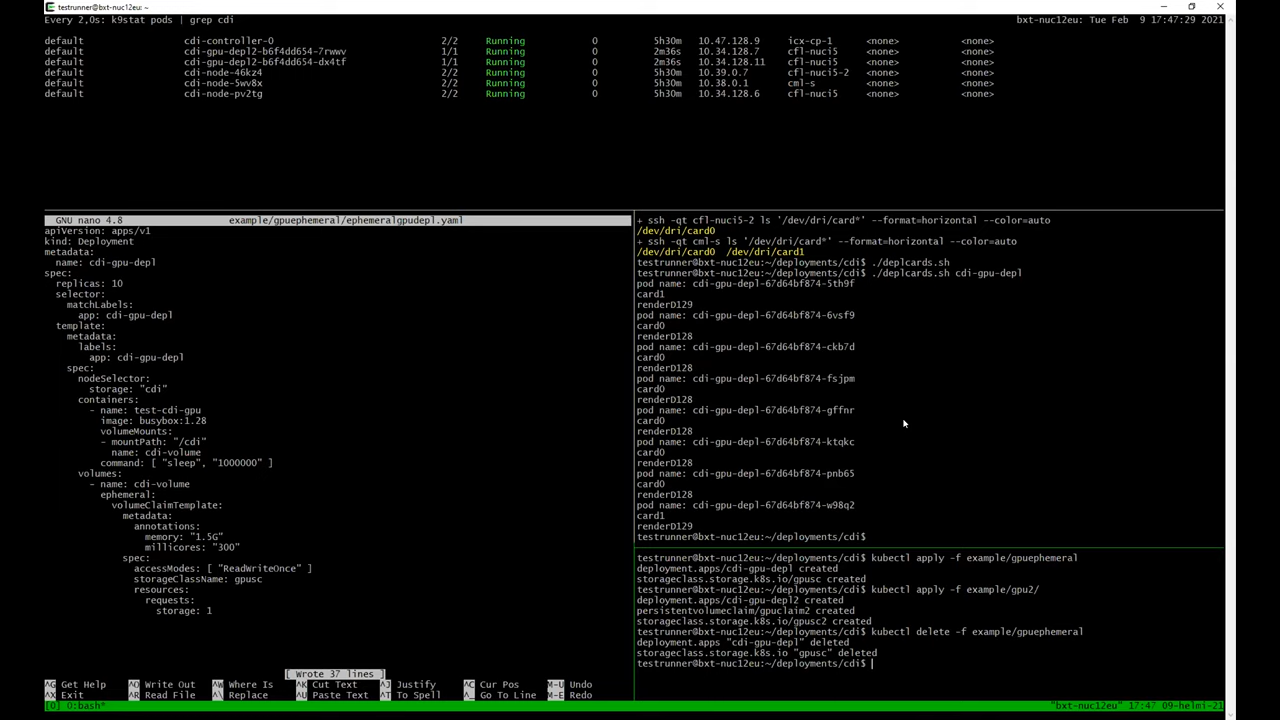 testrunner@bxt-nuc12eu: ~
Every 2,0s: k9stat pods | grep cdi bxt-nuc12eu: Tue Feb 9 17:47:29 2021
default cdi-controller-0 2/2 Running 0 5h30m 10.47.128.9 icx-cp-1 <none> <none>
default cdi-gpu-depl2-b6f4dd654-7rwwv 1/1 Running 0 2m36s 10.34.128.7 cfl-nuci5 <none> <none>
default cdi-gpu-depl2-b6f4dd654-dx4tf 1/1 Running 0 2m36s 10.34.128.11 cfl-nuci5 <none> <none>
default cdi-node-46kz4 2/2 Running 0 5h30m 10.39.0.7 cfl-nuci5-2 <none> <none>
default cdi-node-5wv8x 2/2 Running 0 5h30m 10.38.0.1 cml-s <none> <none>
default cdi-node-pv2tg 2/2 Running 0 5h30m 10.34.128.6 cfl-nuci5 <none> <none>
GNU nano 4.8 example/gpuephemeral/ephemeralgpudepl.yaml
apiVersion: apps/v1
kind: Deployment
metadata:
  name: cdi-gpu-depl
spec:
  replicas: 10
  selector:
    matchLabels:
      app: cdi-gpu-depl
  template:
    metadata:
      labels:
        app: cdi-gpu-depl
    spec:
      nodeSelector:
        storage: "cdi"
      containers:
        - name: test-cdi-gpu
          image: busybox:1.28
          volumeMounts:
          - mountPath: "/cdi"
            name: cdi-volume
          command: [ "sleep", "1000000" ]
      volumes:
        - name: cdi-volume
          ephemeral:
            volumeClaimTemplate:
              metadata:
                annotations:
                  memory: "1.5G"
                  millicores: "300"
              spec:
                accessModes: [ "ReadWriteOnce" ]
                storageClassName: gpusc
                resources:
                  requests:
                    storage: 1
[ Wrote 37 lines ]
^G Get Help ^O Write Out ^W Where Is ^K Cut Text ^J Justify ^C Cur Pos M-U Undo
^X Exit ^R Read File ^\ Replace ^U Paste Text ^T To Spell ^_ Go To Line M-E Redo
+ ssh -qt cfl-nuci5-2 ls '/dev/dri/card*' --format=horizontal --color=auto
/dev/dri/card0
+ ssh -qt cml-s ls '/dev/dri/card*' --format=horizontal --color=auto
/dev/dri/card0 /dev/dri/card1
testrunner@bxt-nuc12eu:~/deployments/cdi$ ./deplcards.sh
testrunner@bxt-nuc12eu:~/deployments/cdi$ ./deplcards.sh cdi-gpu-depl
pod name: cdi-gpu-depl-67d64bf874-5th9f
card1
renderD129
pod name: cdi-gpu-depl-67d64bf874-6vsf9
card0
renderD128
pod name: cdi-gpu-depl-67d64bf874-ckb7d
card0
renderD128
pod name: cdi-gpu-depl-67d64bf874-fsjpm
card0
renderD128
pod name: cdi-gpu-depl-67d64bf874-gffnr
card0
renderD128
pod name: cdi-gpu-depl-67d64bf874-ktqkc
card0
renderD128
pod name: cdi-gpu-depl-67d64bf874-pnb65
card0
renderD128
pod name: cdi-gpu-depl-67d64bf874-w98q2
card1
renderD129
testrunner@bxt-nuc12eu:~/deployments/cdi$
testrunner@bxt-nuc12eu:~/deployments/cdi$ kubectl apply -f example/gpuephemeral
deployment.apps/cdi-gpu-depl created
storageclass.storage.k8s.io/gpusc created
testrunner@bxt-nuc12eu:~/deployments/cdi$ kubectl apply -f example/gpu2/
deployment.apps/cdi-gpu-depl2 created
persistentvolumeclaim/gpuclaim2 created
storageclass.storage.k8s.io/gpusc2 created
testrunner@bxt-nuc12eu:~/deployments/cdi$ kubectl delete -f example/gpuephemeral
deployment.apps "cdi-gpu-depl" deleted
storageclass.storage.k8s.io "gpusc" deleted
testrunner@bxt-nuc12eu:~/deployments/cdi$
[0] 0:bash* "bxt-nuc12eu" 17:47 09-helmi-21